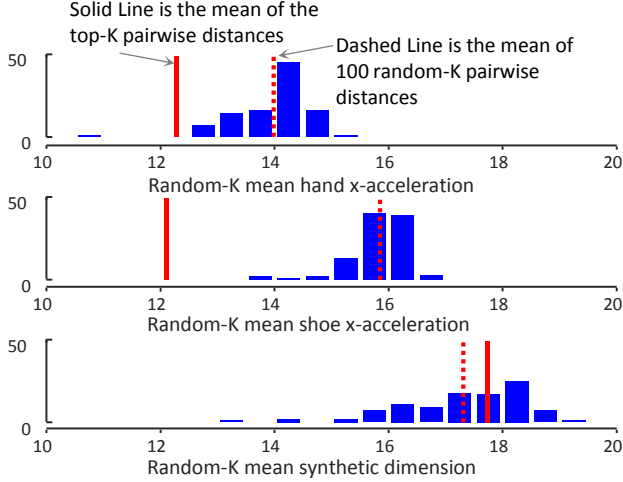 Solid Line is the mean of the
top-K pairwise distances
Dashed Line is the mean of
100 random-K pairwise
distances
50
0
10 12 14 16 18 20
Random-K mean hand x-acceleration
50
0
10 12 14 16 18 20
Random-K mean shoe x-acceleration
50
0
10 12 14 16 18 20
Random-K mean synthetic dimension